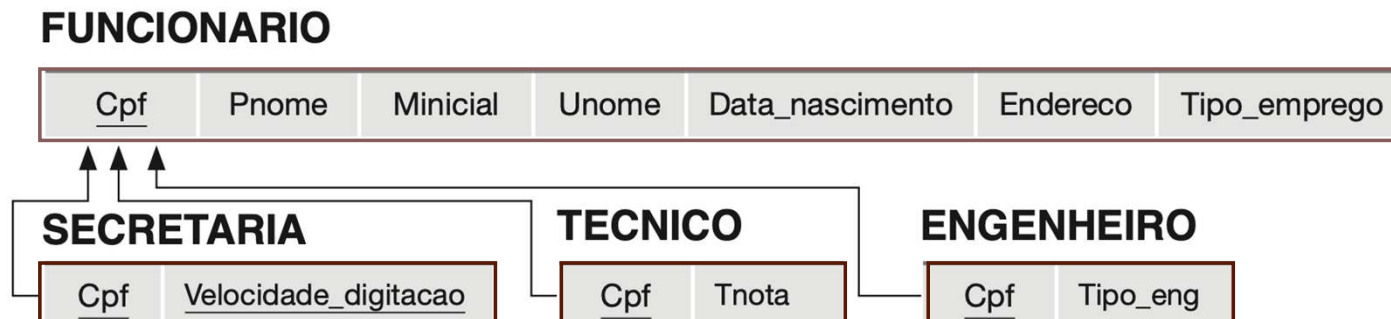 FUNCIONARIO
Cpf Pnome Minicial Unome Data_nascimento Endereco Tipo_emprego
SECRETARIA TECNICO ENGENHEIRO
Cpf Velocidade_digitacao Cpf Tnota Cpf Tipo_eng